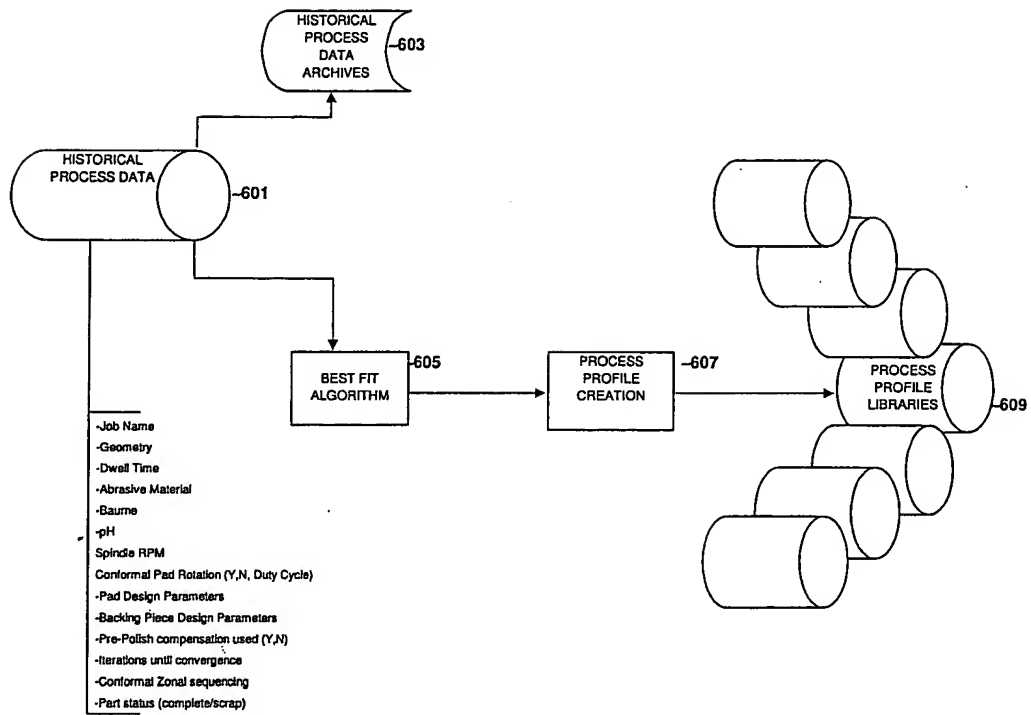 HISTORICAL
PROCESS
DATA
ARCHIVES
~603
HISTORICAL
PROCESS DATA
~601
BEST FIT
ALGORITHM
~605
PROCESS
PROFILE
CREATION
~607
PROCESS
PROFILE
LIBRARIES
~609
-Job Name
-Geometry
-Dwell Time
-Abrasive Material
-Baume
-pH
Spindle RPM
Conformal Pad Rotation (Y,N, Duty Cycle)
-Pad Design Parameters
-Backing Piece Design Parameters
-Pre-Polish compensation used (Y,N)
-Iterations until convergence
-Conformal Zonal sequencing
-Part status (complete/scrap)